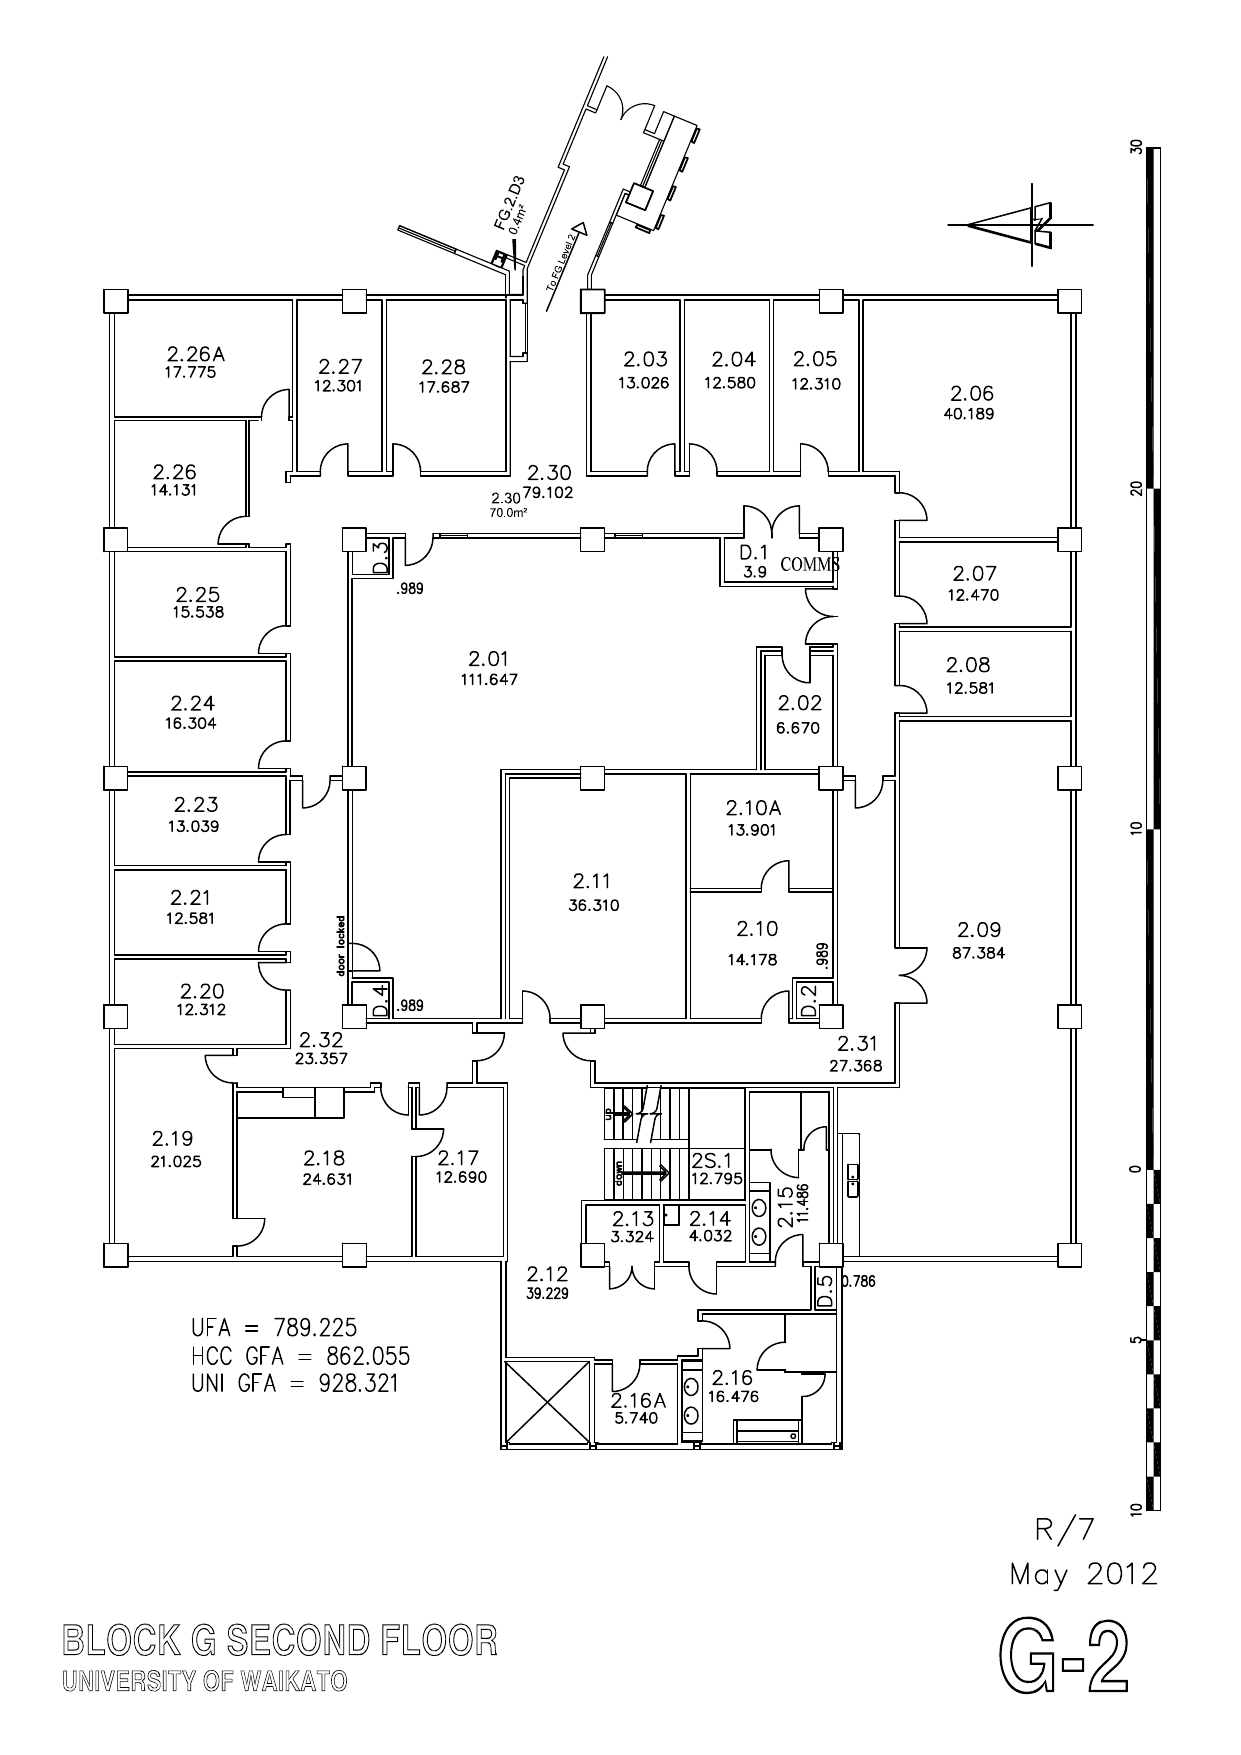 FG.2.D3
0.4m²
To FG Level 2
30
N
2.26A
17.775
2.27
12.301
2.28
17.687
2.03
13.026
2.04
12.580
2.05
12.310
2.06
40.189
2.26
14.131
2.30
79.102
2.30
70.0m²
20
D.3
.989
D.1
3.9
COMMS
2.25
15.538
2.07
12.470
2.01
111.647
2.08
12.581
2.24
16.304
2.02
6.670
2.23
13.039
2.10A
13.901
10
2.21
12.581
2.11
36.310
door locked
2.10
14.178
.989
2.09
87.384
2.20
12.312
D.4
.989
D.2
2.32
23.357
2.31
27.368
up
down
2.19
21.025
2.18
24.631
2.17
12.690
2S.1
12.795
0
2.15
11.486
2.13
3.324
2.14
4.032
2.12
39.229
D.5
0.786
UFA = 789.225
HCC GFA = 862.055
UNI GFA = 928.321
5
2.16
16.476
2.16A
5.740
10
R/7
May 2012
BLOCK G SECOND FLOOR
UNIVERSITY OF WAIKATO
G-2